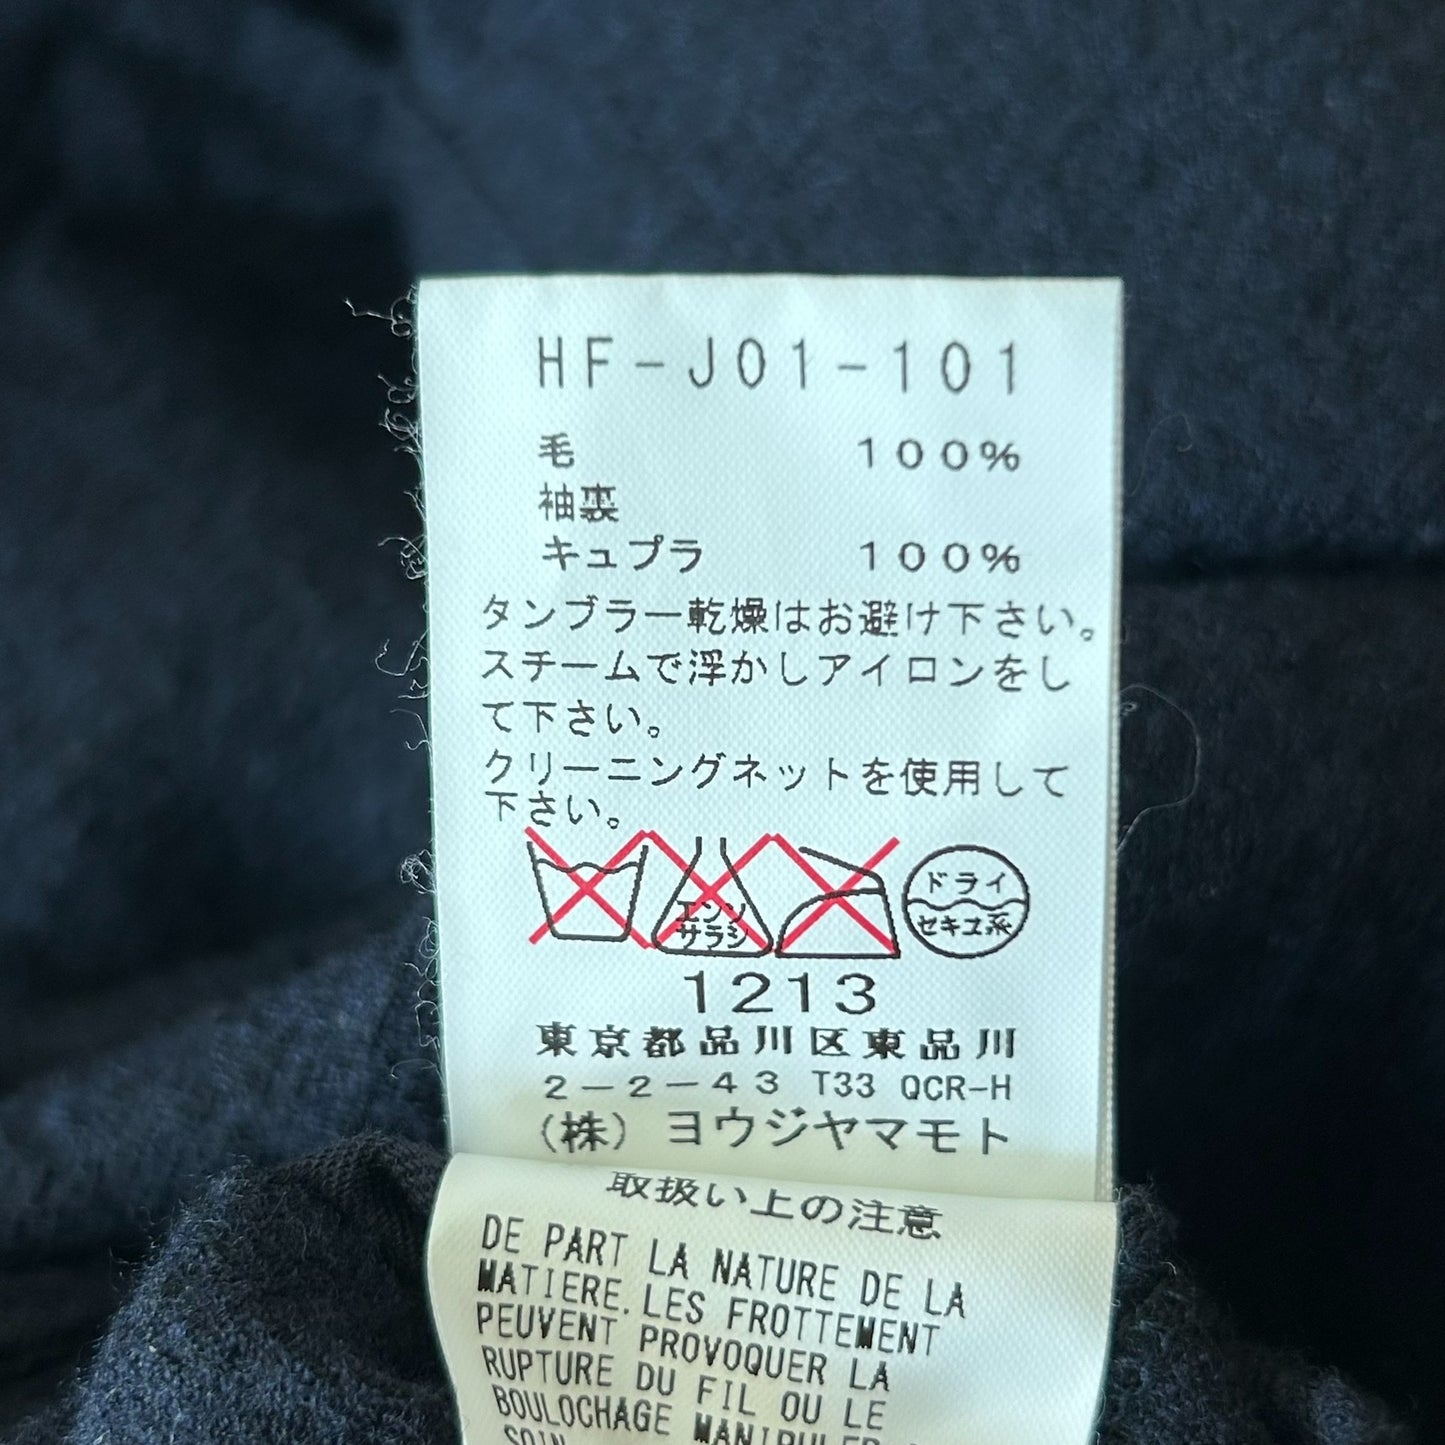 HF-J01-101
毛 100%
袖裏
キュプラ 100%
タンブラー乾燥はお避け下さい。
スチームで浮かしアイロンをし
て下さい。
クリーニングネットを使用して
下さい。
エンソ
サラシ
ドライ
セキユ系
1213
東京都品川区東品川
2-2-43 T33 QCR-H
(株) ヨウジヤマモト
取扱い上の注意
DE PART LA NATURE DE LA
MATIERE.LES FROTTEMENT
PEUVENT PROVOQUER LA
RUPTURE DU FIL OU LE
BOULOCHAGE MANIPULER
SOIN